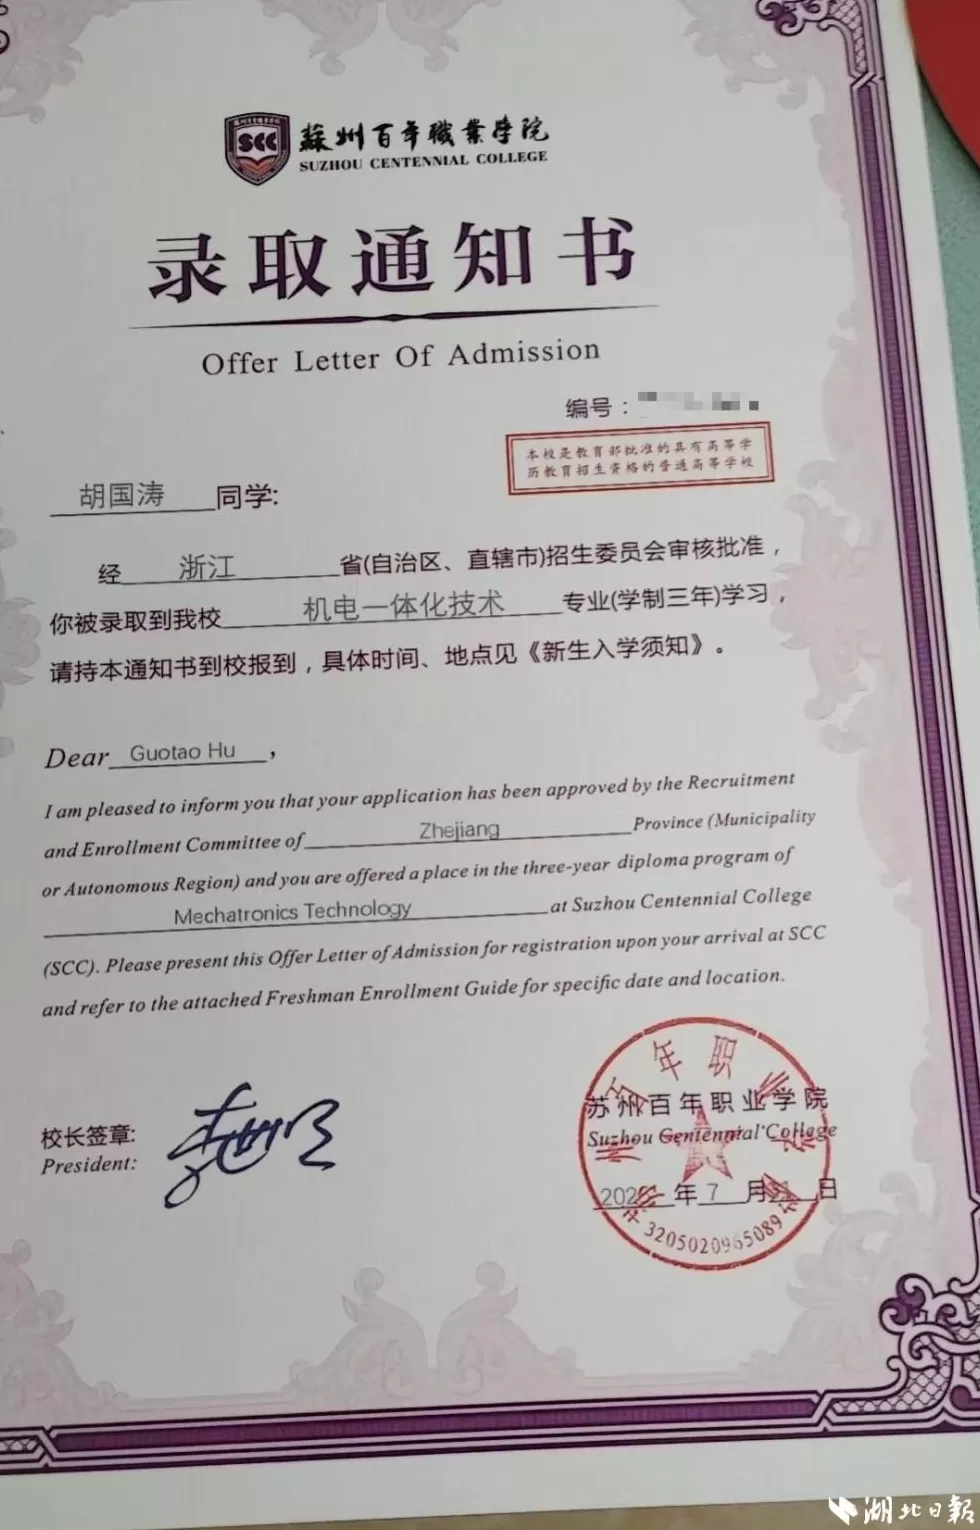 SCC
蘇州百年職業学院
SUZHOU CENTENNIAL COLLEGE
录取通知书
Offer Letter Of Admission
编号：
本校是教育部批准的具有高等学
历教育招生资格的普通高等学校
胡国涛 同学:
经 浙江 省(自治区、直辖市)招生委员会审核批准，
你被录取到我校 机电一体化技术 专业(学制三年)学习，
请持本通知书到校报到，具体时间、地点见《新生入学须知》。
Dear Guotao Hu ,
I am pleased to inform you that your application has been approved by the Recruitment
and Enrollment Committee of Zhejiang Province (Municipality
or Autonomous Region) and you are offered a place in the three-year diploma program of
Mechatronics Technology at Suzhou Centennial College
(SCC). Please present this Offer Letter of Admission for registration upon your arrival at SCC
and refer to the attached Freshman Enrollment Guide for specific date and location.
校长签章:
President:
苏州百年职业学院
Suzhou Centennial College
年 7 月 日
3205020965089
湖北日报